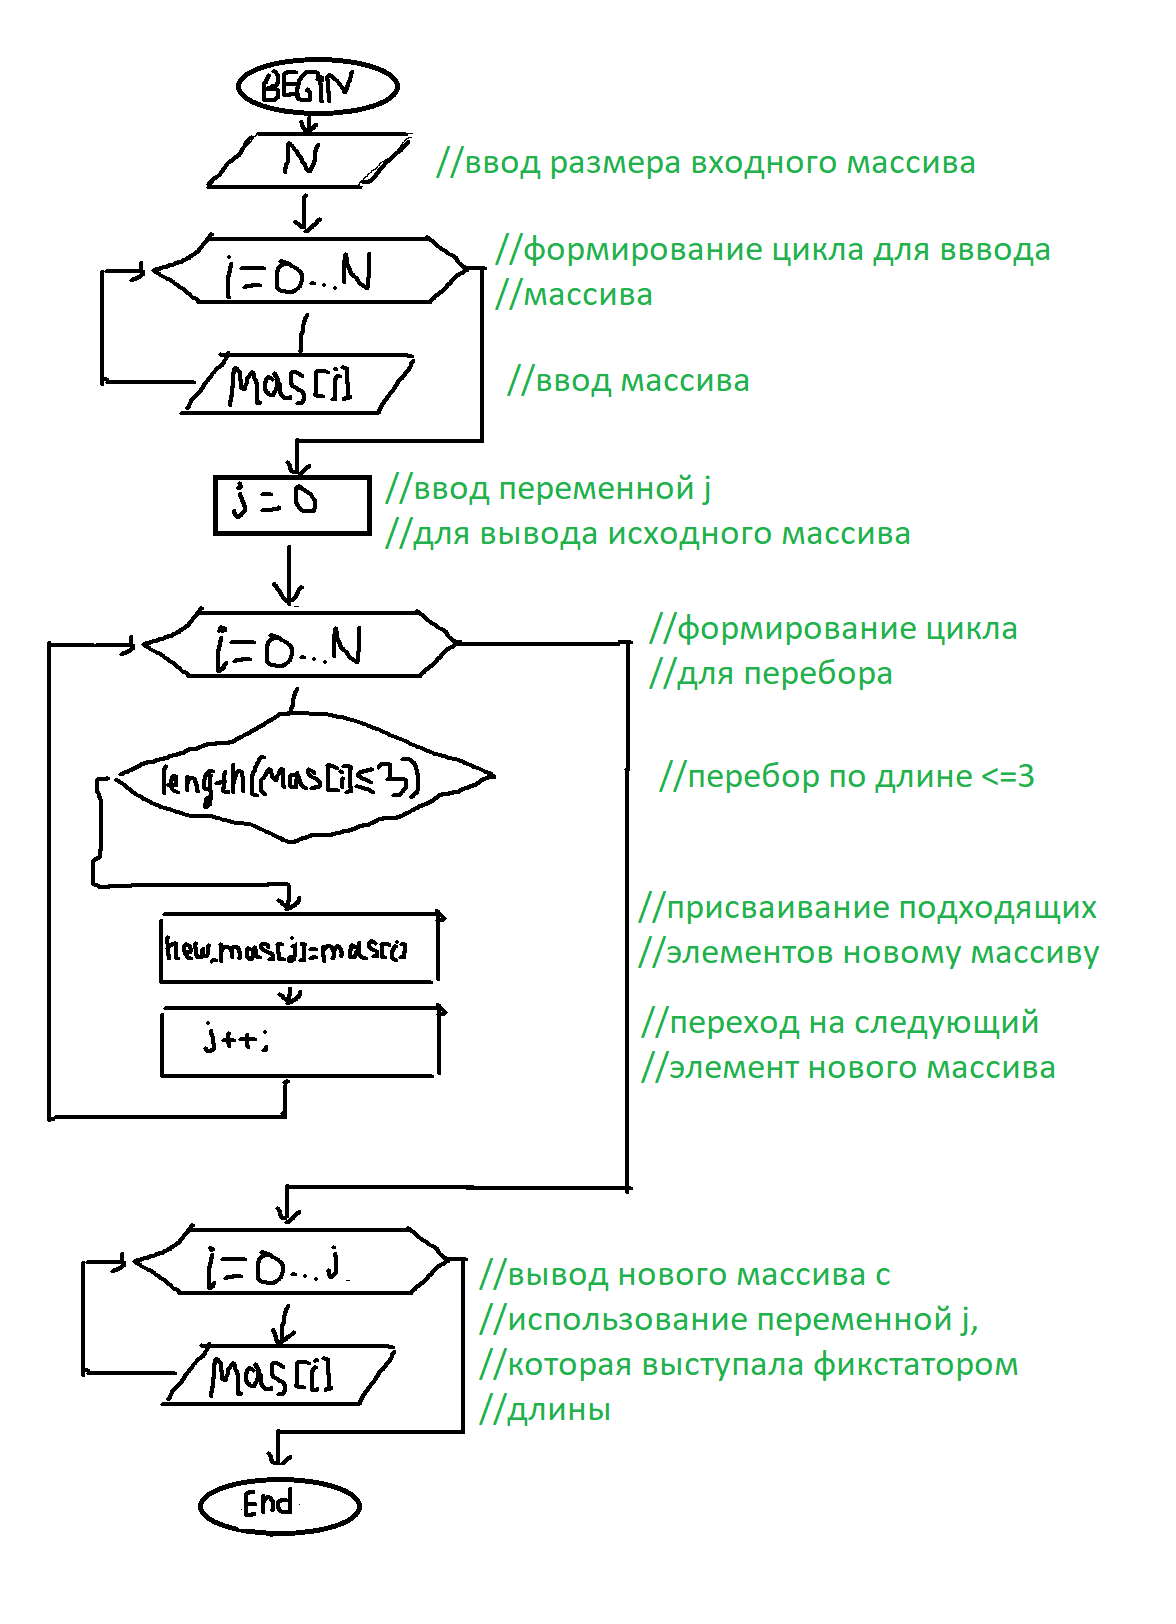 BEGIN
N
//ввод размера входного массива
i=0...N
//формирование цикла для вввода
//массива
Mas[i]
//ввод массива
j=0
//ввод переменной j
//для вывода исходного массива
i=0...N
//формирование цикла
//для перебора
length(Mas[i]≤3)
//перебор по длине <=3
new_mas[j]=mas[i]
//присваивание подходящих
//элементов новому массиву
j++;
//переход на следующий
//элемент нового массива
i=0...j
//вывод нового массива с
//использование переменной j,
Mas[i]
//которая выступала фикстатором
//длины
End